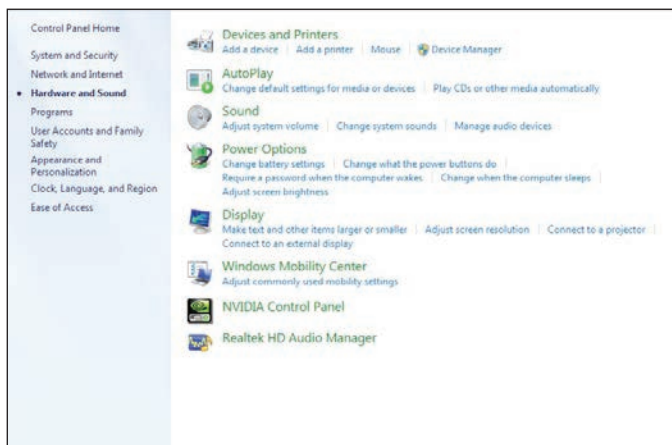 Control Panel Home
System and Security
Network and Internet
Hardware and Sound
Programs
User Accounts and Family
Safety
Appearance and
Personalization
Clock, Language, and Region
Ease of Access
Devices and Printers
Add a device | Add a printer | Mouse | Device Manager
AutoPlay
Change default settings for media or devices | Play CDs or other media automatically
Sound
Adjust system volume | Change system sounds | Manage audio devices
Power Options
Change battery settings | Change what the power buttons do |
Require a password when the computer wakes | Change when the computer sleeps |
Adjust screen brightness
Display
Make text and other items larger or smaller | Adjust screen resolution | Connect to a projector |
Connect to an external display
Windows Mobility Center
Adjust commonly used mobility settings
NVIDIA Control Panel
Realtek HD Audio Manager